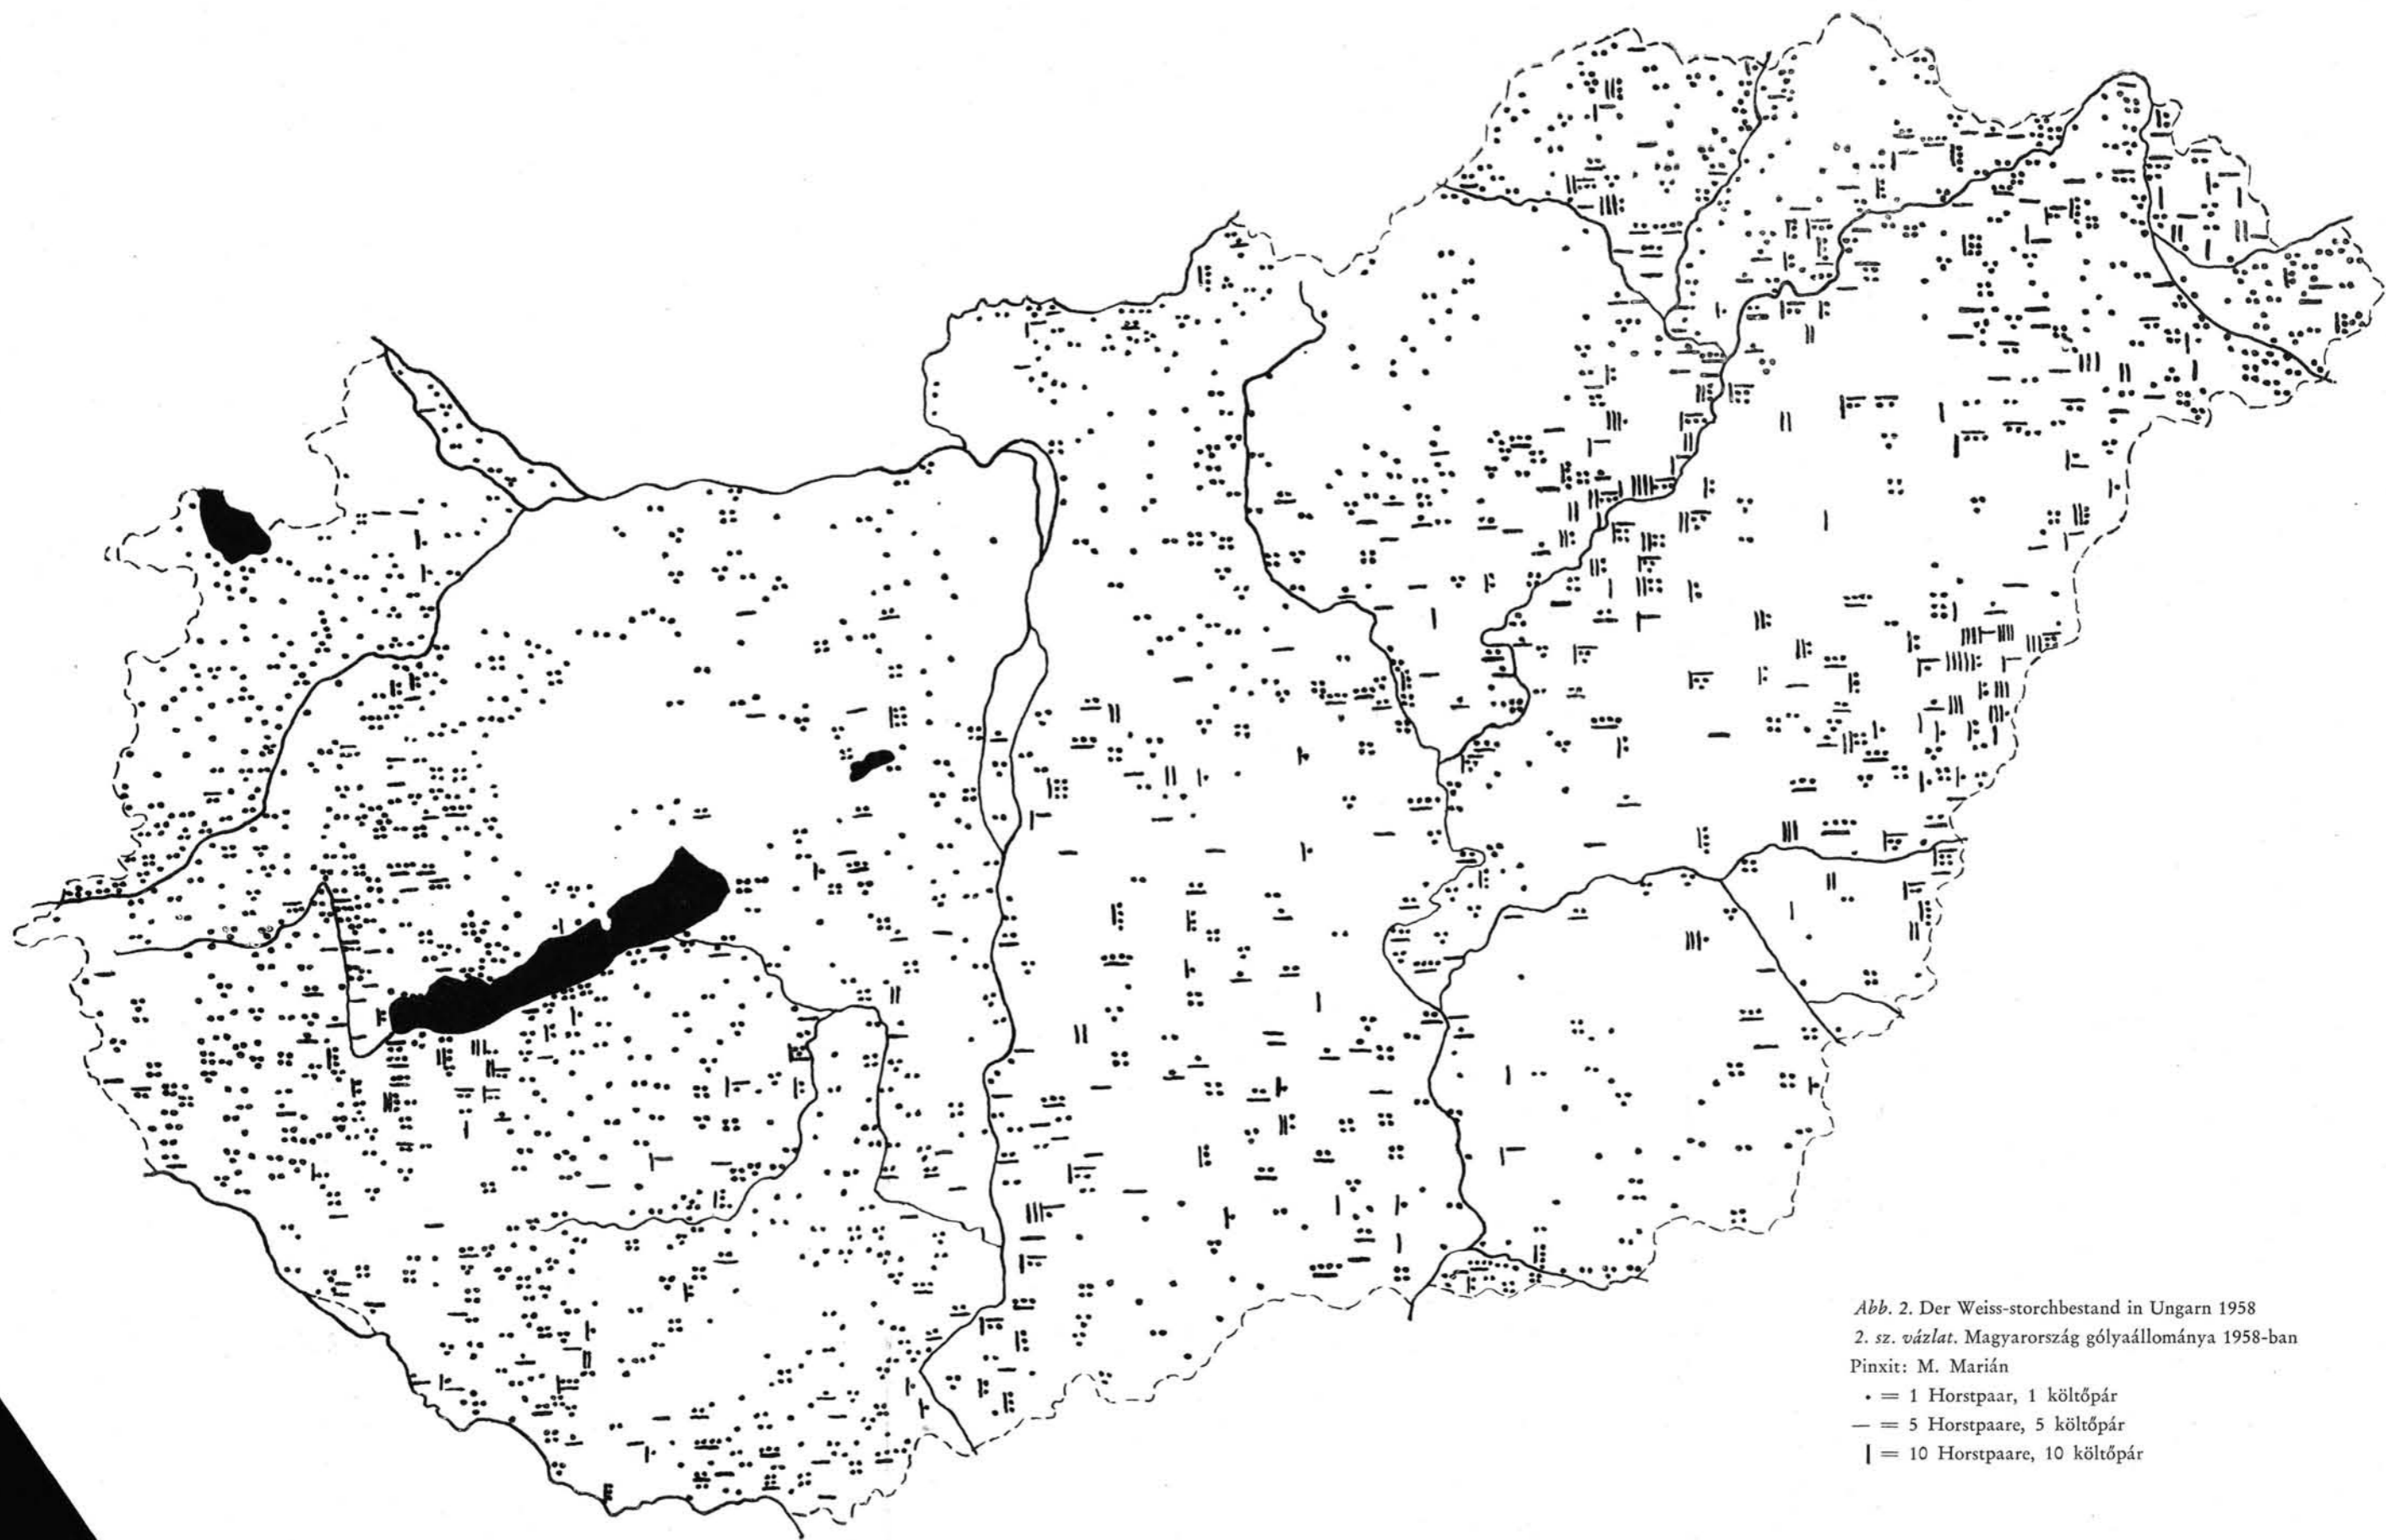 Abb. 2. Der Weiss-storchbestand in Ungarn 1958
2. sz. vázlat. Magyarország gólyaállománya 1958-ban
Pinxit: M. Marián
• = 1 Horstpaar, 1 költőpár
— = 5 Horstpaare, 5 költőpár
| = 10 Horstpaare, 10 költőpár